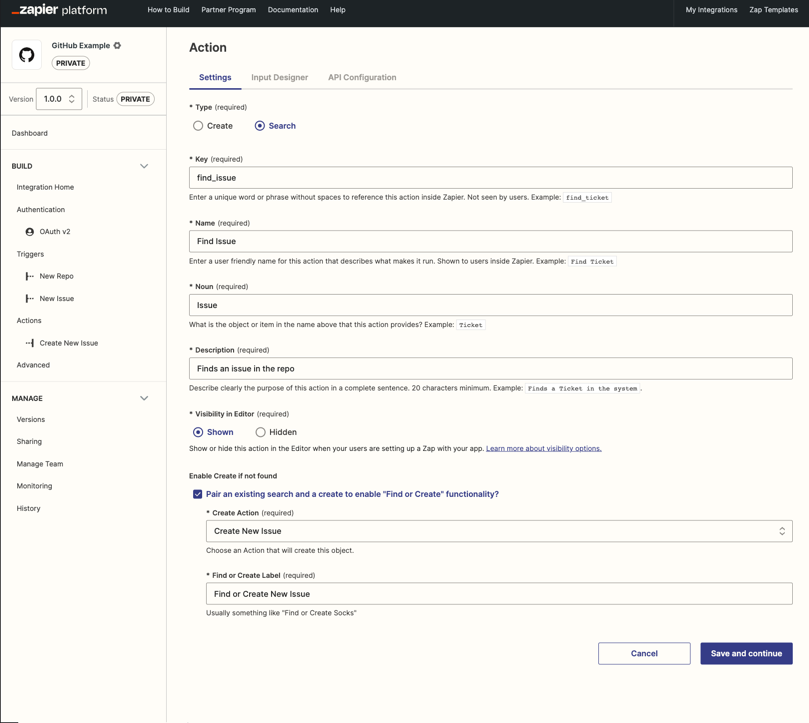 zapier platform
How to Build Partner Program Documentation Help My Integrations Zap Templates
GitHub Example
PRIVATE
Version 1.0.0 Status PRIVATE
Dashboard
BUILD
Integration Home
Authentication
OAuth v2
Triggers
New Repo
New Issue
Actions
Create New Issue
Advanced
MANAGE
Versions
Sharing
Manage Team
Monitoring
History
Action
Settings Input Designer API Configuration
* Type (required)
Create Search
* Key (required)
find_issue
Enter a unique word or phrase without spaces to reference this action inside Zapier. Not seen by users. Example: find_ticket
* Name (required)
Find Issue
Enter a user friendly name for this action that describes what makes it run. Shown to users inside Zapier. Example: Find Ticket
* Noun (required)
Issue
What is the object or item in the name above that this action provides? Example: Ticket
* Description (required)
Finds an issue in the repo
Describe clearly the purpose of this action in a complete sentence. 20 characters minimum. Example: Finds a Ticket in the system.
* Visibility in Editor (required)
Shown Hidden
Show or hide this action in the Editor when your users are setting up a Zap with your app. Learn more about visibility options.
Enable Create if not found
Pair an existing search and a create to enable "Find or Create" functionality?
* Create Action (required)
Create New Issue
Choose an Action that will create this object.
* Find or Create Label (required)
Find or Create New Issue
Usually something like "Find or Create Socks"
Cancel Save and continue